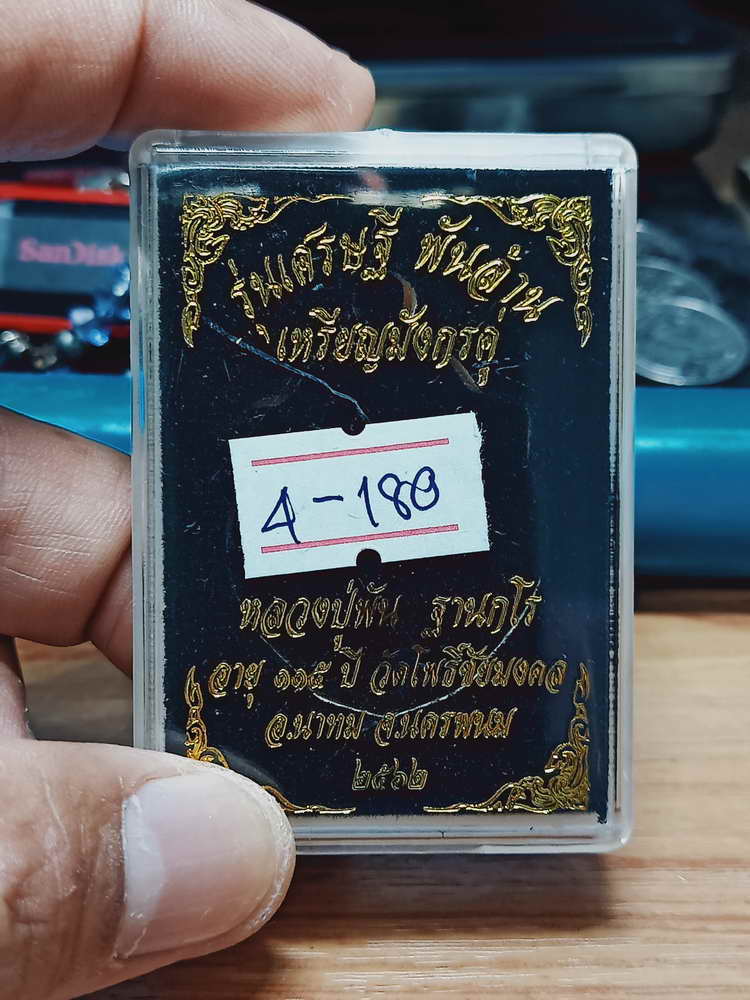 SanDisk
รุ่นเศรษฐี พันล้าน
เหรียญมังกรคู่
4-180
หลวงปู่พัน ฐานกโร
อายุ ๑๑๕ ปี วัดโพธิ์ชัยมงคล
อ.นาทม จ.นครพนม
๒๕๖๒